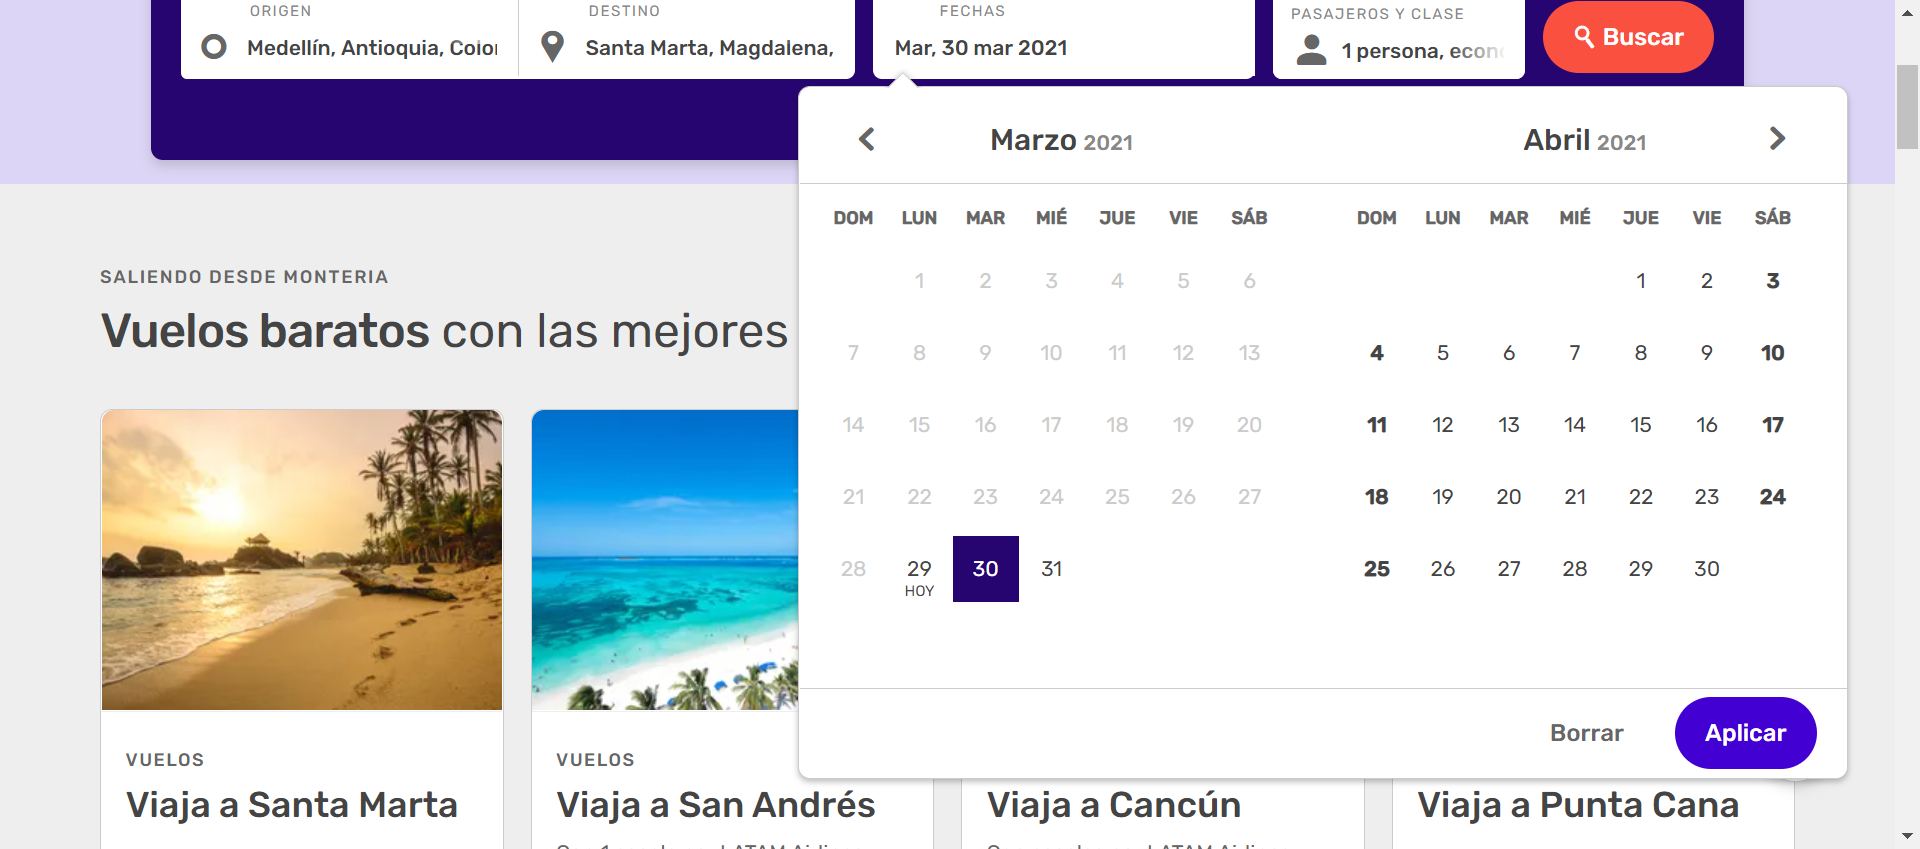 ORIGEN
DESTINO
FECHAS
PASAJEROS Y CLASE
Medellín, Antioquia,
Santa Marta, Magdalena,
Mar, 30 mar 2021
1 persona,
Buscar
Marzo 2021
Abril 2021
DOM LUN MAR MIÉ JUE VIE SÁB
DOM LUN MAR MIÉ JUE VIE SÁB
1 2 3 4 5 6
1 2 3
7 8 9 10 11 12 13
4 5 6 7 8 9 10
14 15 16 17 18 19 20
11 12 13 14 15 16 17
21 22 23 24 25 26 27
18 19 20 21 22 23 24
28 29 30 31
HOY
25 26 27 28 29 30
Borrar
Aplicar
SALIENDO DESDE MONTERIA
Vuelos baratos con las mejores
VUELOS
Viaja a Santa Marta
VUELOS
Viaja a San Andrés
Viaja a Cancún
Viaja a Punta Cana